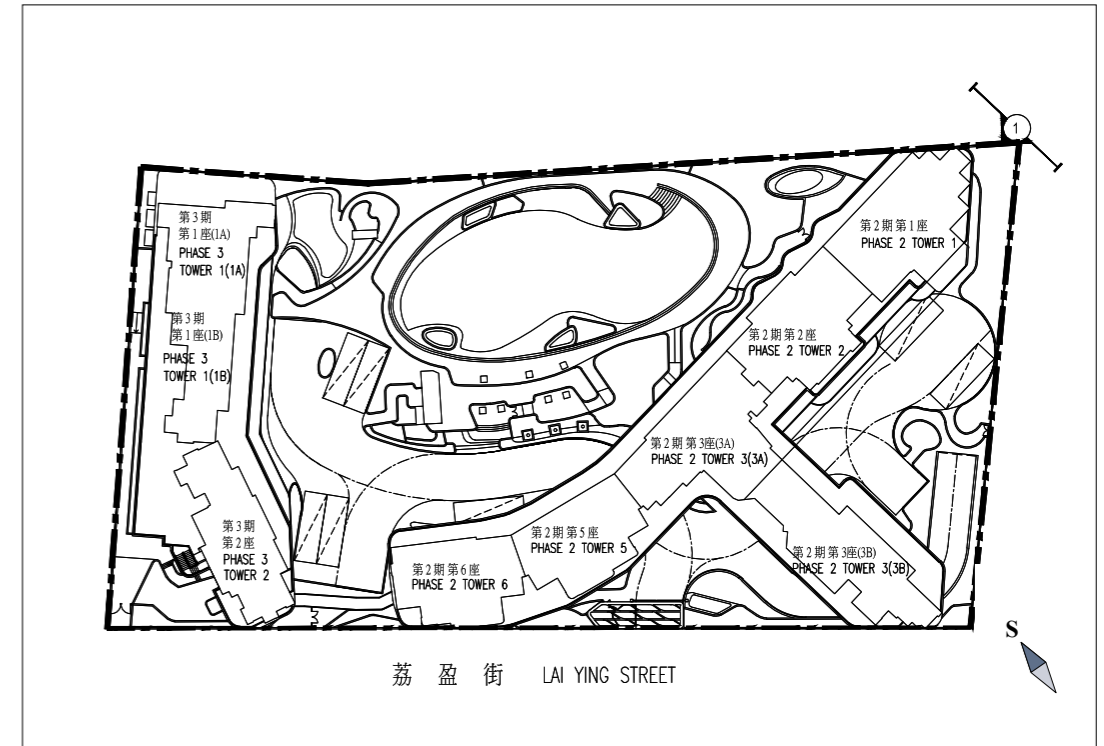 1
第3期
第1座(1A)
PHASE 3
TOWER 1(1A)
第2期第1座
PHASE 2 TOWER 1
第3期
第1座(1B)
PHASE 3
TOWER 1(1B)
第2期第2座
PHASE 2 TOWER 2
第2期第3座(3A)
PHASE 2 TOWER 3(3A)
第3期
第2座
PHASE 3
TOWER 2
第2期第5座
PHASE 2 TOWER 5
第2期第6座
PHASE 2 TOWER 6
第2期第3座(3B)
PHASE 2 TOWER 3(3B)
S
荔盈街 LAI YING STREET